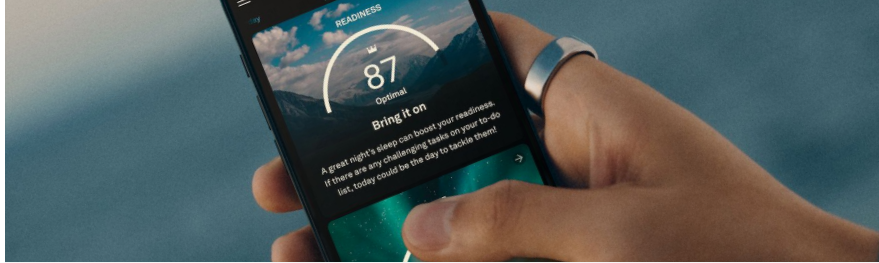 READINESS
87
Optimal
Bring it on
A great night's sleep can boost your readiness.
If there are any challenging tasks on your to-do
list, today could be the day to tackle them!